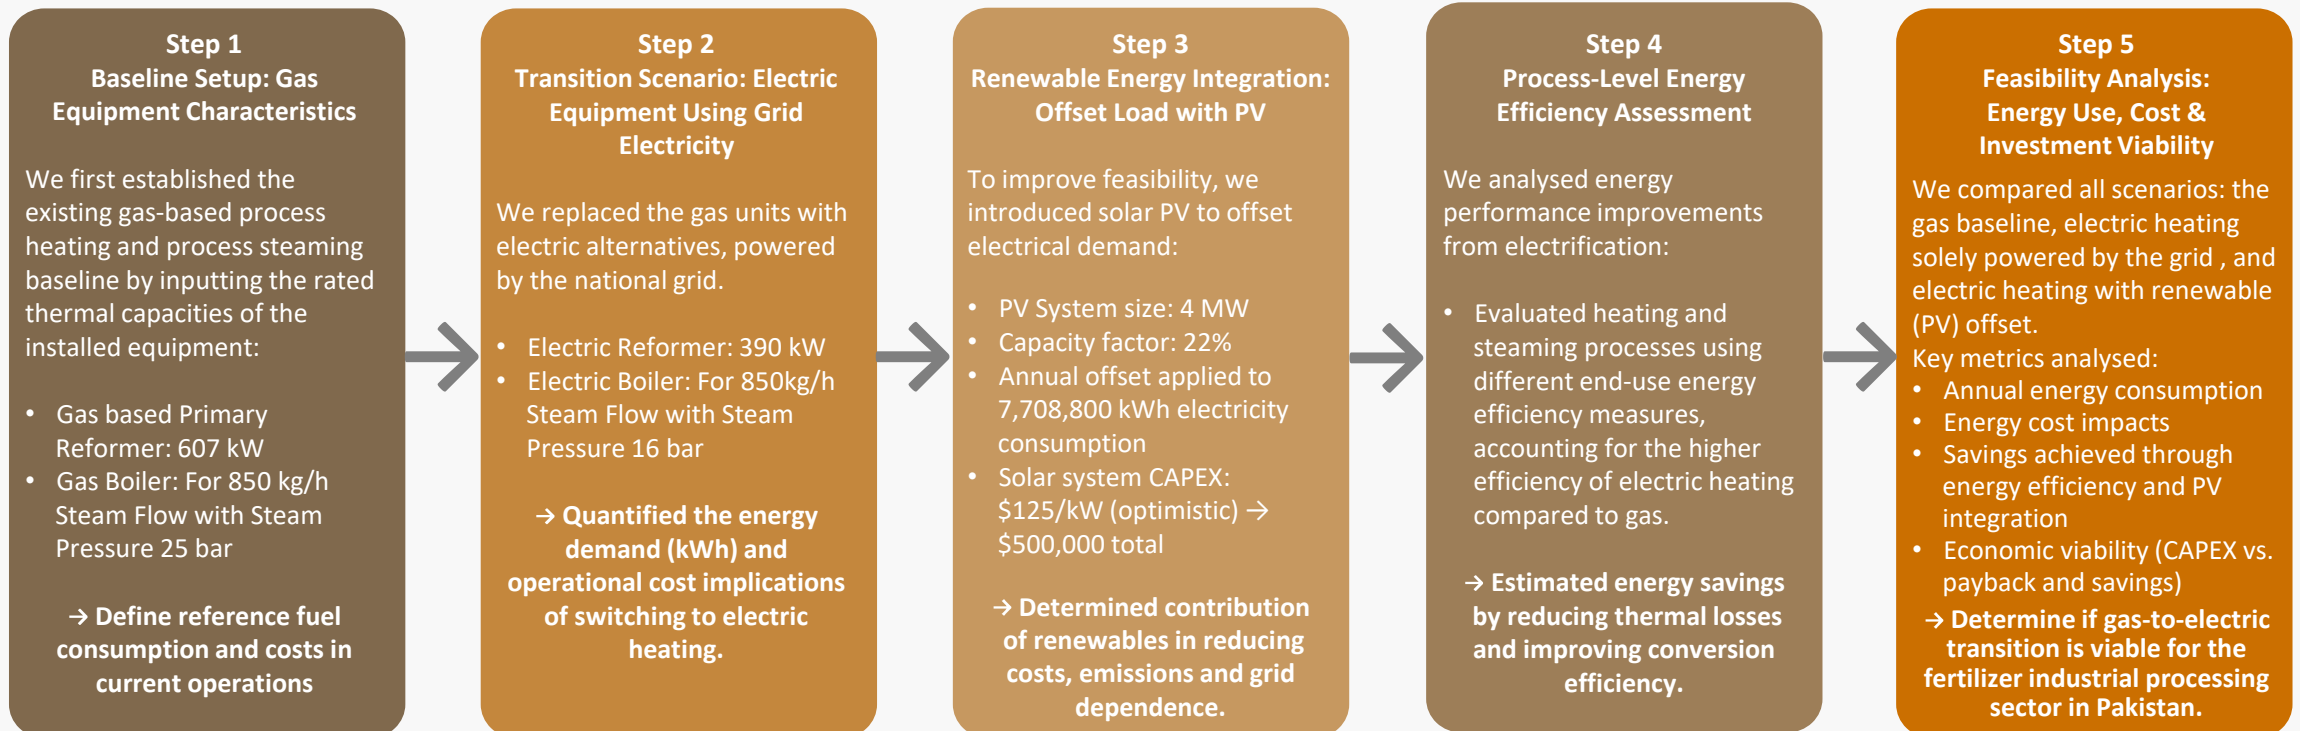 Step 1
Baseline Setup: Gas
Equipment Characteristics
We first established the
existing gas-based process
heating and process steaming
baseline by inputting the rated
thermal capacities of the
installed equipment:
• Gas based Primary
Reformer: 607 kW
• Gas Boiler: For 850 kg/h
Steam Flow with Steam
Pressure 25 bar
→ Define reference fuel
consumption and costs in
current operations
Step 2
Transition Scenario: Electric
Equipment Using Grid
Electricity
We replaced the gas units with
electric alternatives, powered
by the national grid.
• Electric Reformer: 390 kW
• Electric Boiler: For 850kg/h
Steam Flow with Steam
Pressure 16 bar
→ Quantified the energy
demand (kWh) and
operational cost implications
of switching to electric
heating.
Step 3
Renewable Energy Integration:
Offset Load with PV
To improve feasibility, we
introduced solar PV to offset
electrical demand:
• PV System size: 4 MW
• Capacity factor: 22%
• Annual offset applied to
7,708,800 kWh electricity
consumption
• Solar system CAPEX:
$125/kW (optimistic) →
$500,000 total
→ Determined contribution
of renewables in reducing
costs, emissions and grid
dependence.
Step 4
Process-Level Energy
Efficiency Assessment
We analysed energy
performance improvements
from electrification:
• Evaluated heating and
steaming processes using
different end-use energy
efficiency measures,
accounting for the higher
efficiency of electric heating
compared to gas.
→ Estimated energy savings
by reducing thermal losses
and improving conversion
efficiency.
Step 5
Feasibility Analysis:
Energy Use, Cost &
Investment Viability
We compared all scenarios: the
gas baseline, electric heating
solely powered by the grid , and
electric heating with renewable
(PV) offset.
Key metrics analysed:
• Annual energy consumption
• Energy cost impacts
• Savings achieved through
energy efficiency and PV
integration
• Economic viability (CAPEX vs.
payback and savings)
→ Determine if gas-to-electric
transition is viable for the
fertilizer industrial processing
sector in Pakistan.